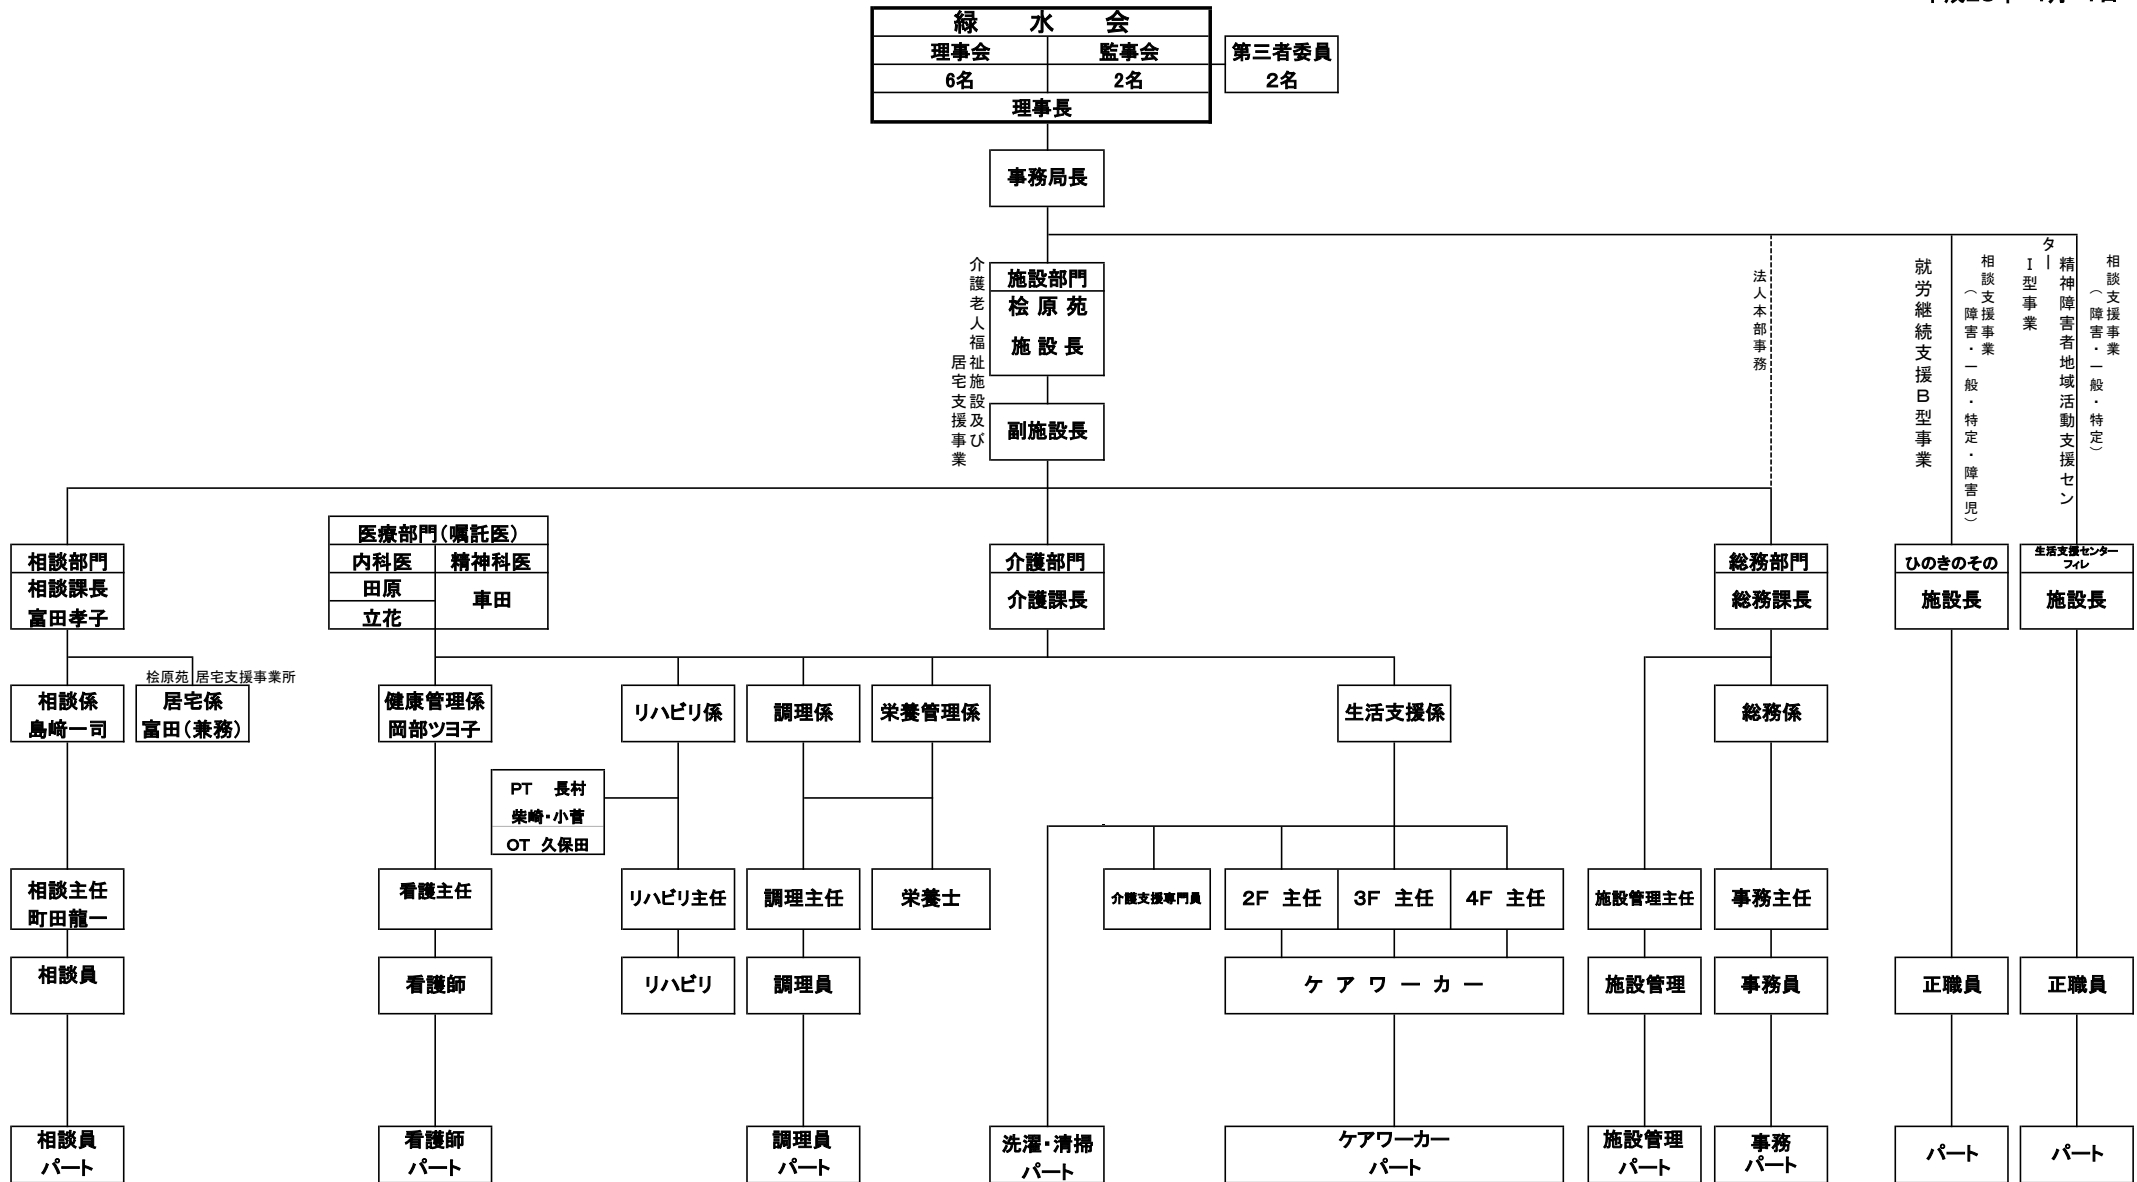 緑 水 会
理事会 監事会
6名 2名
理事長
第三者委員
2名
事務局長
介護老人福祉施設及び
居宅支援事業
施設部門
桧 原 苑
施 設 長
副施設長
法人本部事務
就労継続支援B型事業
相談支援事業
（障害・一般・特定・障害児）
精神障害者地域活動支援セン
ター
Ⅰ型事業
相談支援事業
（障害・一般・特定）
相談部門
相談課長
富田孝子
医療部門（嘱託医）
内科医 精神科医
田原
立花
車田
介護部門
介護課長
総務部門
総務課長
ひのきのその
施設長
生活支援センター
フィレ
施設長
相談係
島﨑一司
桧原苑 居宅支援事業所
居宅係
富田（兼務）
健康管理係
岡部ツヨ子
リハビリ係
調理係
栄養管理係
生活支援係
総務係
PT 長村
柴崎・小菅
OT 久保田
相談主任
町田龍一
看護主任
リハビリ主任
調理主任
栄養士
介護支援専門員
2F 主任
3F 主任
4F 主任
施設管理主任
事務主任
相談員
看護師
リハビリ
調理員
ケ ア ワ ー カ ー
施設管理
事務員
正職員
正職員
相談員
パート
看護師
パート
調理員
パート
洗濯・清掃
パート
ケアワーカー
パート
施設管理
パート
事務
パート
パート
パート